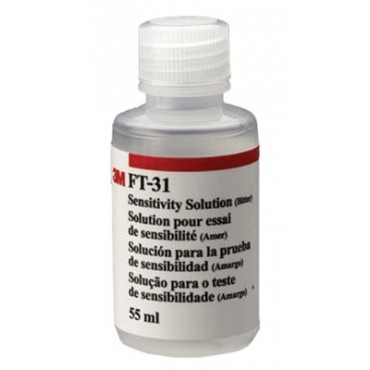 3M FT-31
Sensitivity Solution (Bitter)
Solution pour essai
de sensibilité (Amer)
Solución para la prueba
de sensibilidad (Amargo)
Solução para o teste
de sensibilidade (Amargo)
55 ml